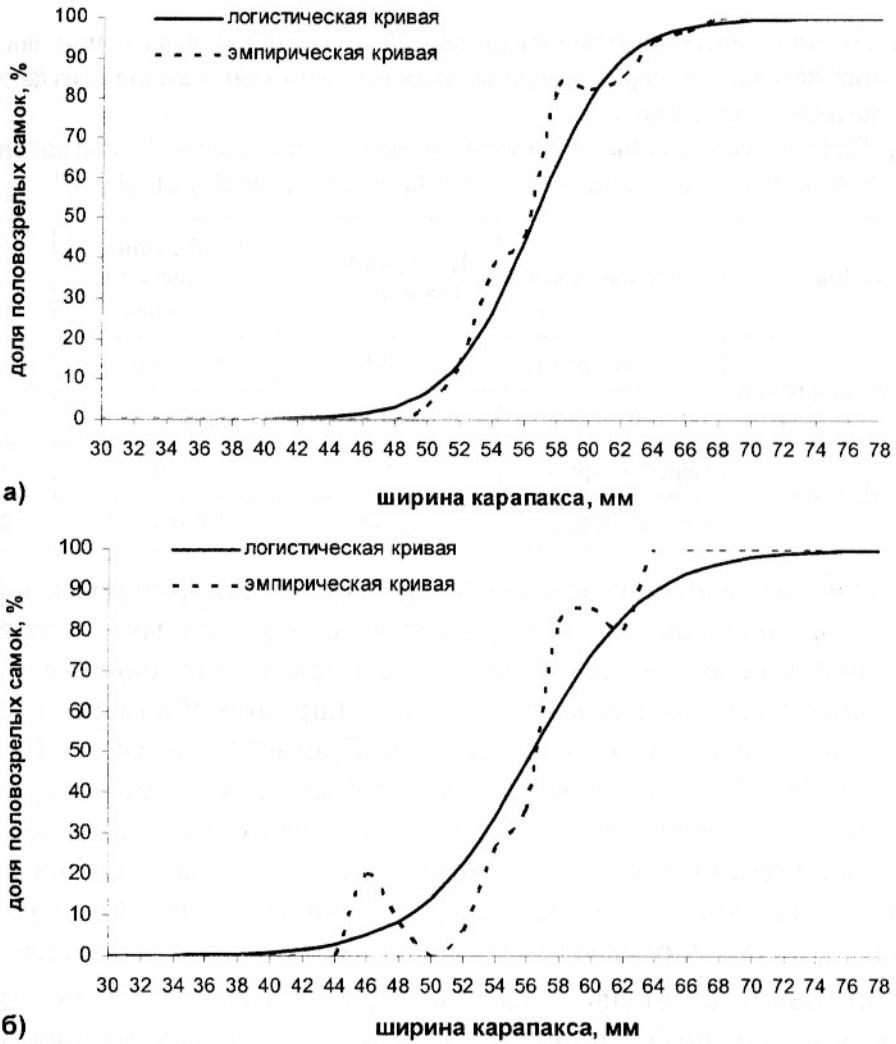 логистическая кривая
эмпирическая кривая
доля половозрелых самок, %
100
90
80
70
60
50
40
30
20
10
0
30 32 34 36 38 40 42 44 46 48 50 52 54 56 58 60 62 64 66 68 70 72 74 76 78
а)
ширина карапакса, мм
логистическая кривая
эмпирическая кривая
доля половозрелых самок, %
100
90
80
70
60
50
40
30
20
10
0
30 32 34 36 38 40 42 44 46 48 50 52 54 56 58 60 62 64 66 68 70 72 74 76 78
б)
ширина карапакса, мм